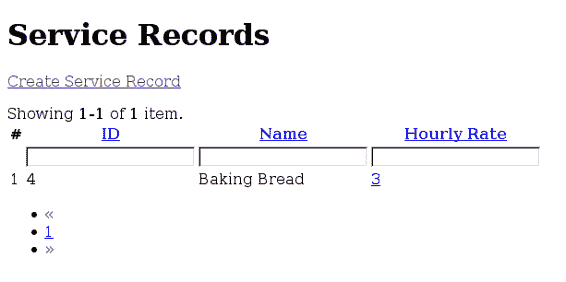 Service Records
Create Service Record
Showing 1-1 of 1 item.
# ID Name Hourly Rate
1 4 Baking Bread 3
«
1
»